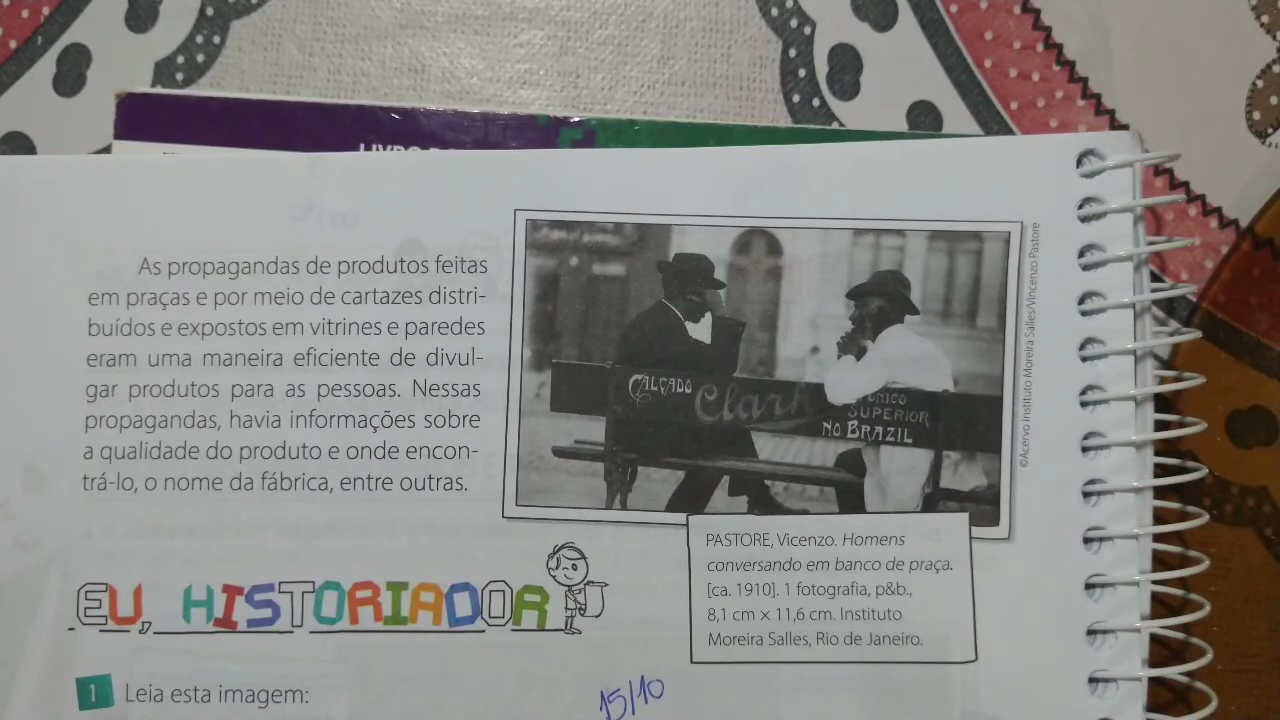 As propagandas de produtos feitas
em praças e por meio de cartazes distri-
buídos e expostos em vitrines e paredes
eram uma maneira eficiente de divul-
gar produtos para as pessoas. Nessas
propagandas, havia informações sobre
a qualidade do produto e onde encon-
trá-lo, o nome da fábrica, entre outras.
CALÇADO
Clark
SUPERIOR
NO BRAZIL
©Acervo Instituto Moreira Salles/Vincenzo Pastore
PASTORE, Vicenzo. Homens
conversando em banco de praça.
[ca. 1910]. 1 fotografia, p&b.,
8,1 cm × 11,6 cm. Instituto
Moreira Salles, Rio de Janeiro.
EU, HISTORIADOR
1 Leia esta imagem:
15/10